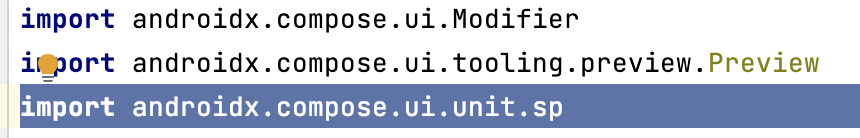 import androidx.compose.ui.Modifier
import androidx.compose.ui.tooling.preview.Preview
import androidx.compose.ui.unit.sp